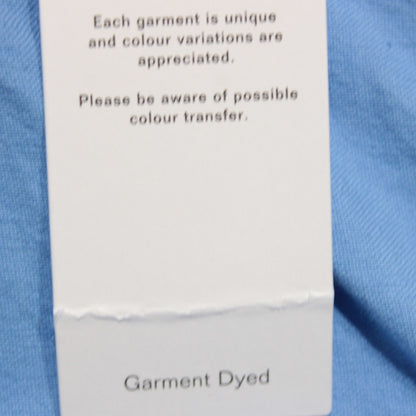 Each garment is unique
and colour variations are
appreciated.
Please be aware of possible
colour transfer.
Garment Dyed